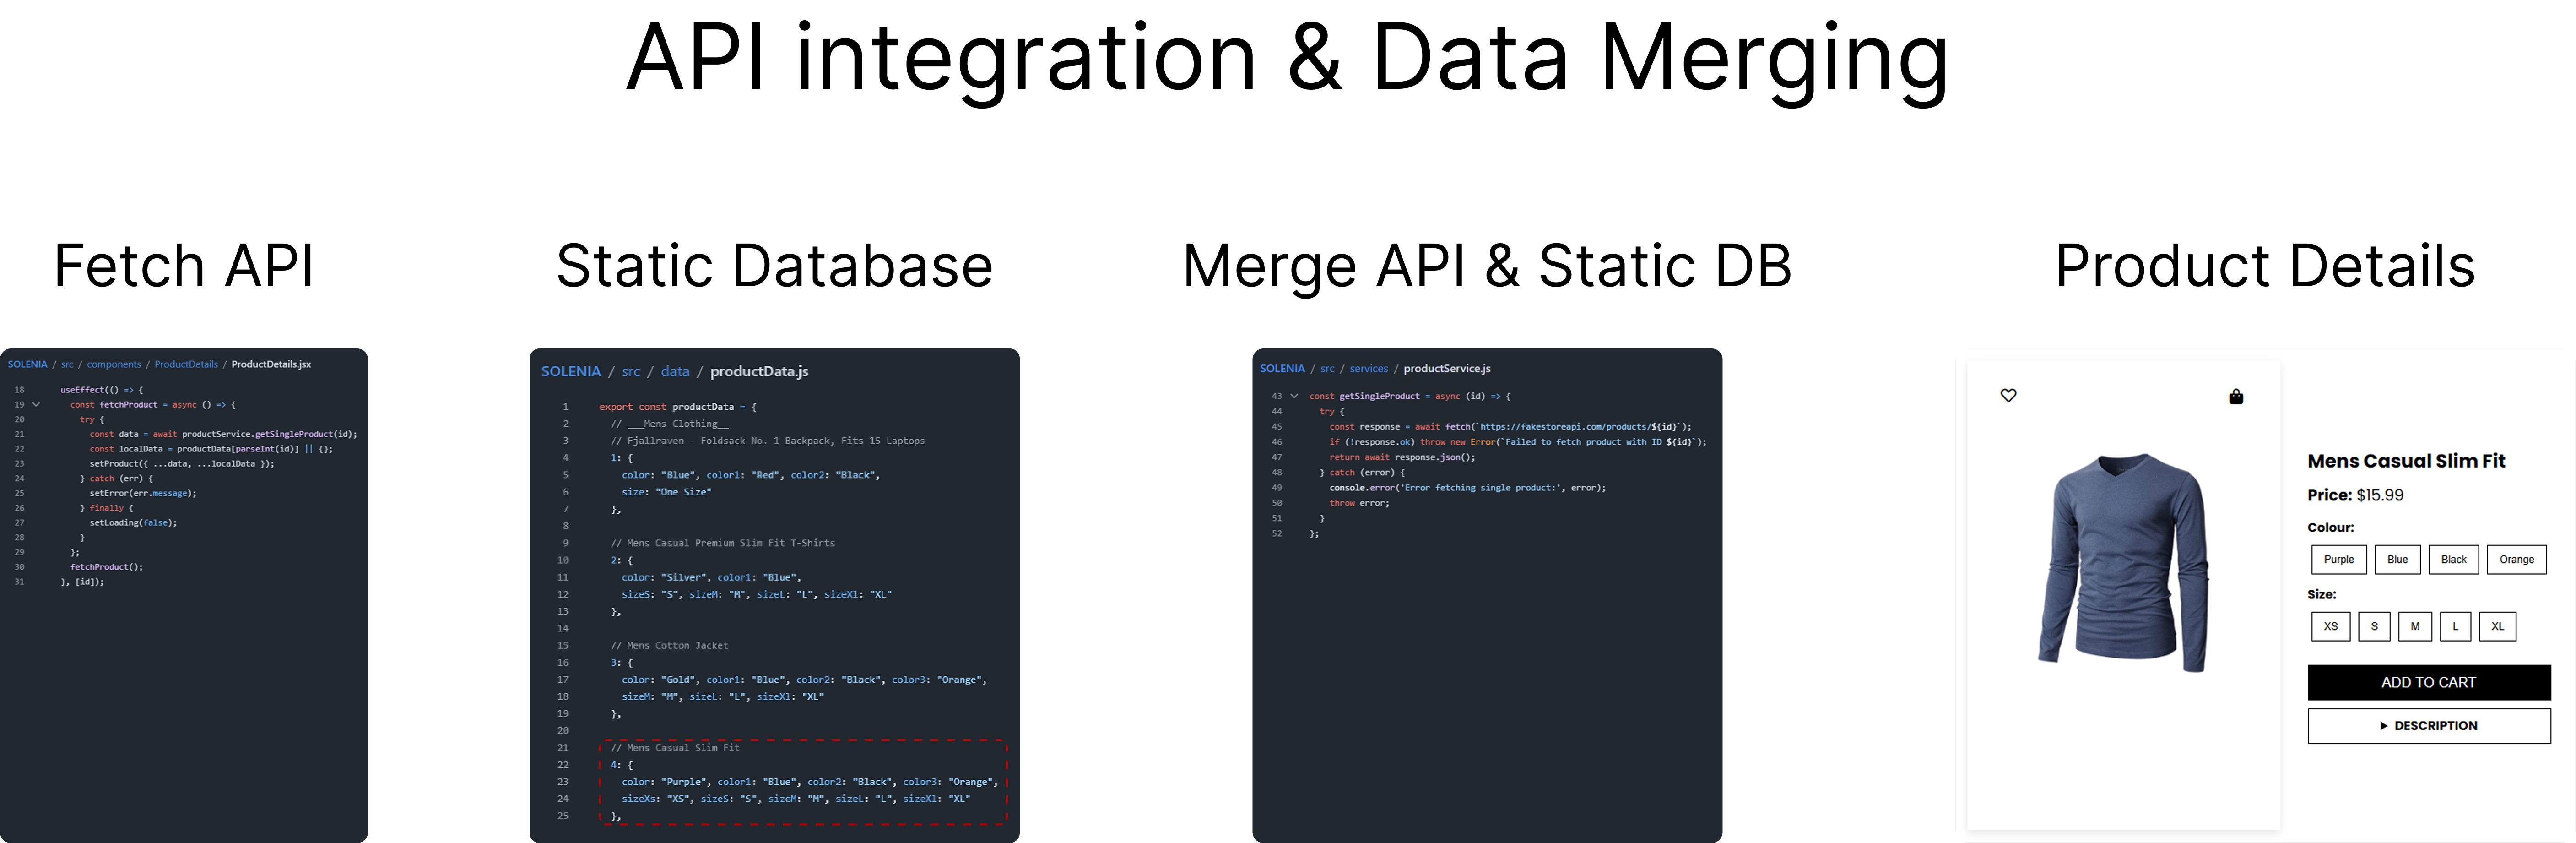 API integration & Data Merging
Fetch API
SOLENIA / src / components / ProductDetails / ProductDetails.jsx
18 useEffect(() => {
19 const fetchProduct = async () => {
20 try {
21 const data = await productService.getSingleProduct(id);
22 const localData = productData[parseInt(id)] || {};
23 setProduct({ ...data, ...localData });
24 } catch (err) {
25 setError(err.message);
26 } finally {
27 setLoading(false);
28 }
29 };
30 fetchProduct();
31 }, [id]);
Static Database
SOLENIA / src / data / productData.js
1 export const productData = {
2 // ___Mens Clothing__
3 // Fjallraven - Foldsack No. 1 Backpack, Fits 15 Laptops
4 1: {
5 color: "Blue", color1: "Red", color2: "Black",
6 size: "One Size"
7 },
8
9 // Mens Casual Premium Slim Fit T-Shirts
10 2: {
11 color: "Silver", color1: "Blue",
12 sizeS: "S", sizeM: "M", sizeL: "L", sizeXl: "XL"
13 },
14
15 // Mens Cotton Jacket
16 3: {
17 color: "Gold", color1: "Blue", color2: "Black", color3: "Orange",
18 sizeM: "M", sizeL: "L", sizeXl: "XL"
19 },
20
21 // Mens Casual Slim Fit
22 4: {
23 color: "Purple", color1: "Blue", color2: "Black", color3: "Orange",
24 sizeXs: "XS", sizeS: "S", sizeM: "M", sizeL: "L", sizeXl: "XL"
25 },
Merge API & Static DB
SOLENIA / src / services / productService.js
43 const getSingleProduct = async (id) => {
44 try {
45 const response = await fetch(`https://fakestoreapi.com/products/${id}`);
46 if (!response.ok) throw new Error(`Failed to fetch product with ID ${id}`);
47 return await response.json();
48 } catch (error) {
49 console.error('Error fetching single product:', error);
50 throw error;
51 }
52 };
Product Details
Mens Casual Slim Fit
Price: $15.99
Colour:
Purple Blue Black Orange
Size:
XS S M L XL
ADD TO CART
▶ DESCRIPTION